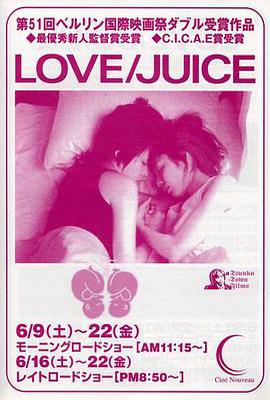 第51回ベルリン国際映画祭ダブル受賞作品
◆最優秀新人監督賞受賞 ◆C.I.C.A.E賞受賞
LOVE/JUICE
6/9(土)〜22(金)
モーニングロードショー[AM11:15〜]
6/16(土)〜22(金)
レイトロードショー[PM8:50〜]
Ciné Nouveau